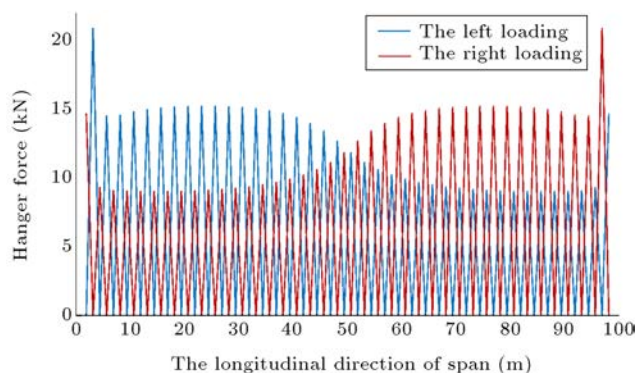 The left loading
The right loading
Hanger force (kN)
20
15
10
5
0
0 10 20 30 40 50 60 70 80 90 100
The longitudinal direction of span (m)